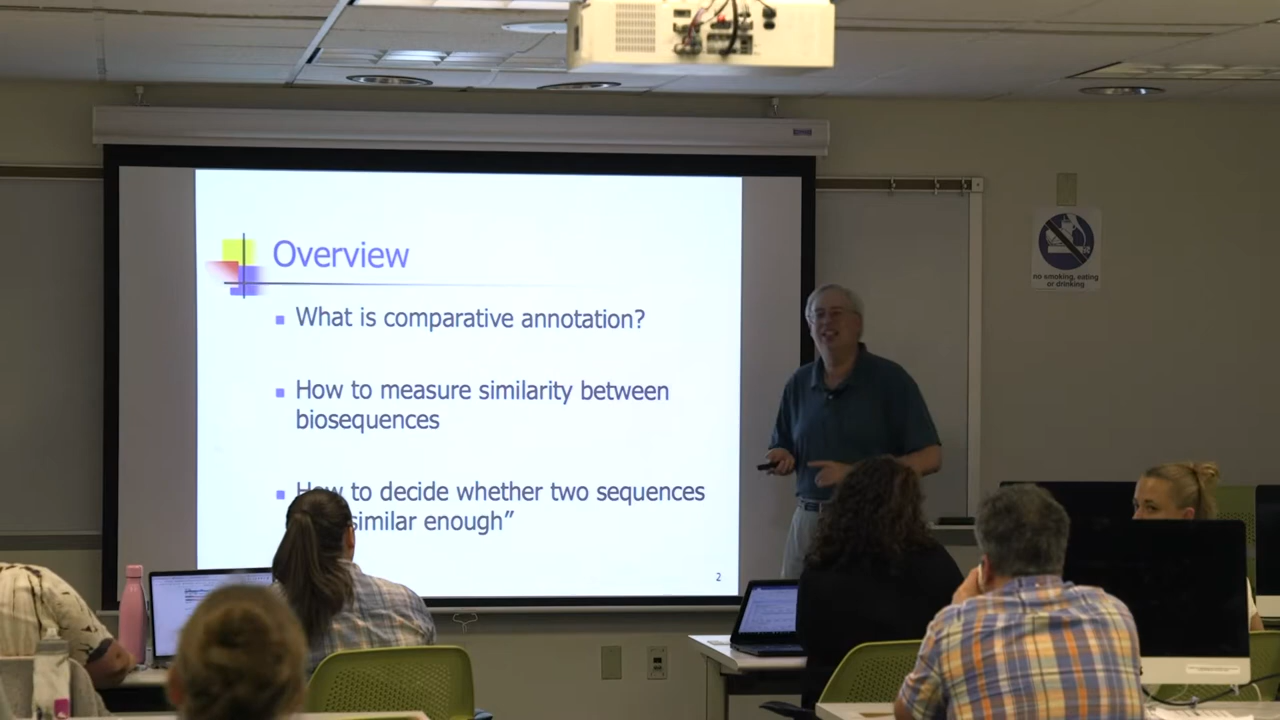 Overview
What is comparative annotation?
How to measure similarity between
biosequences
How to decide whether two sequences
similar enough”
2
no smoking, eating
or drinking